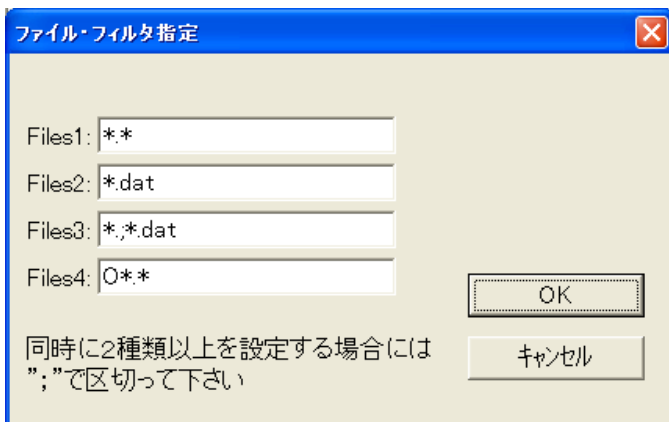 ファイル・フィルタ指定
Files1: *.*
Files2: *.dat
Files3: *.;*.dat
Files4: O*.*
OK
同時に2種類以上を設定する場合には
”;”で区切って下さい
キャンセル